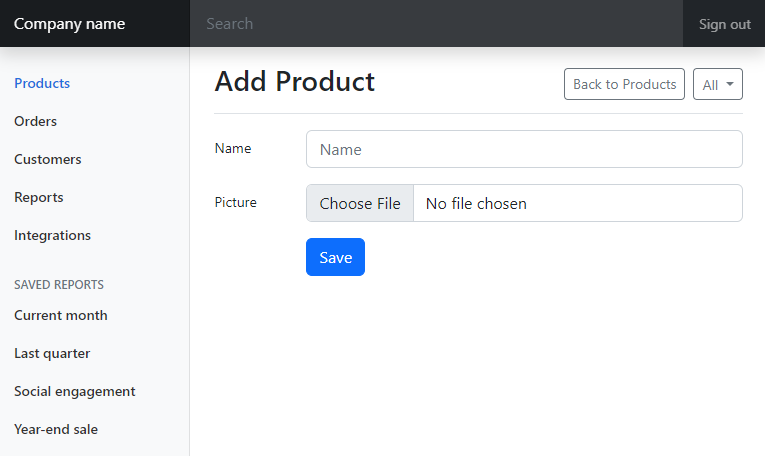 Company name
Search
Sign out
Products
Orders
Customers
Reports
Integrations
SAVED REPORTS
Current month
Last quarter
Social engagement
Year-end sale
Add Product
Back to Products
All
Name
Name
Picture
Choose File
No file chosen
Save